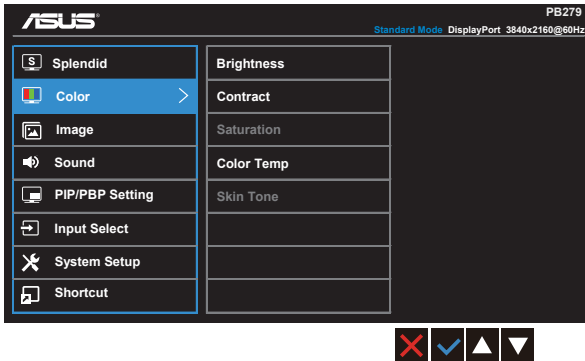 ASUS
PB279
Standard Mode DisplayPort 3840x2160@60Hz
S Splendid
Color
Image
Sound
PIP/PBP Setting
Input Select
System Setup
Shortcut
Brightness
Contract
Saturation
Color Temp
Skin Tone